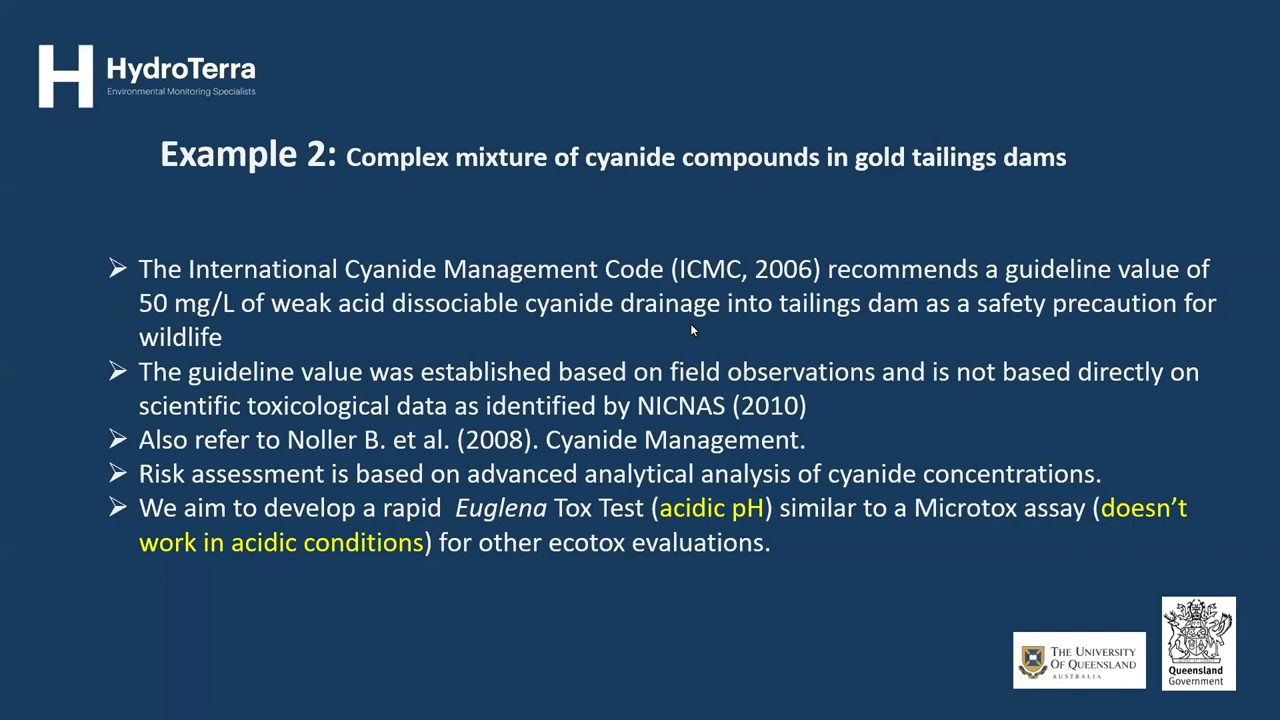 HydroTerra
Environmental Monitoring Specialists
Example 2: Complex mixture of cyanide compounds in gold tailings dams
➢ The International Cyanide Management Code (ICMC, 2006) recommends a guideline value of
50 mg/L of weak acid dissociable cyanide drainage into tailings dam as a safety precaution for
wildlife
➢ The guideline value was established based on field observations and is not based directly on
scientific toxicological data as identified by NICNAS (2010)
➢ Also refer to Noller B. et al. (2008). Cyanide Management.
➢ Risk assessment is based on advanced analytical analysis of cyanide concentrations.
➢ We aim to develop a rapid Euglena Tox Test (acidic pH) similar to a Microtox assay (doesn’t
work in acidic conditions) for other ecotox evaluations.
THE UNIVERSITY
OF QUEENSLAND
AUSTRALIA
Queensland
Government